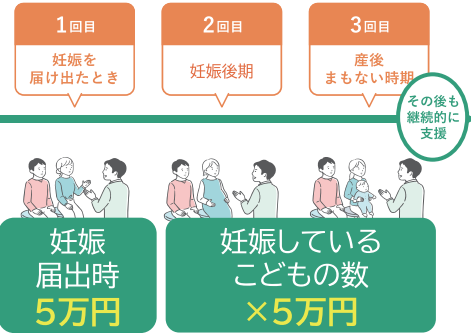 1回目
妊娠を
届け出たとき
2回目
妊娠後期
3回目
産後
まもない時期
その後も
継続的に
支援
妊娠
届出時
5万円
妊娠している
こどもの数
×5万円